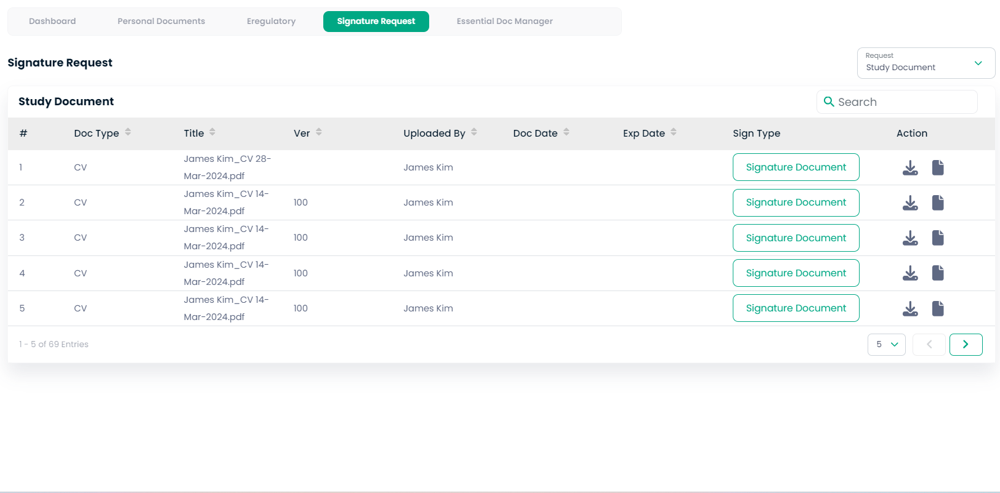 Dashboard Personal Documents Eregulatory Signature Request Essential Doc Manager
Signature Request
Request
Study Document
Study Document
Search
# Doc Type Title Ver Uploaded By Doc Date Exp Date Sign Type Action
1 CV James Kim_CV 28-
Mar-2024.pdf
James Kim Signature Document
2 CV James Kim_CV 14-
Mar-2024.pdf
100 James Kim Signature Document
3 CV James Kim_CV 14-
Mar-2024.pdf
100 James Kim Signature Document
4 CV James Kim_CV 14-
Mar-2024.pdf
100 James Kim Signature Document
5 CV James Kim_CV 14-
Mar-2024.pdf
100 James Kim Signature Document
1 - 5 of 69 Entries
5